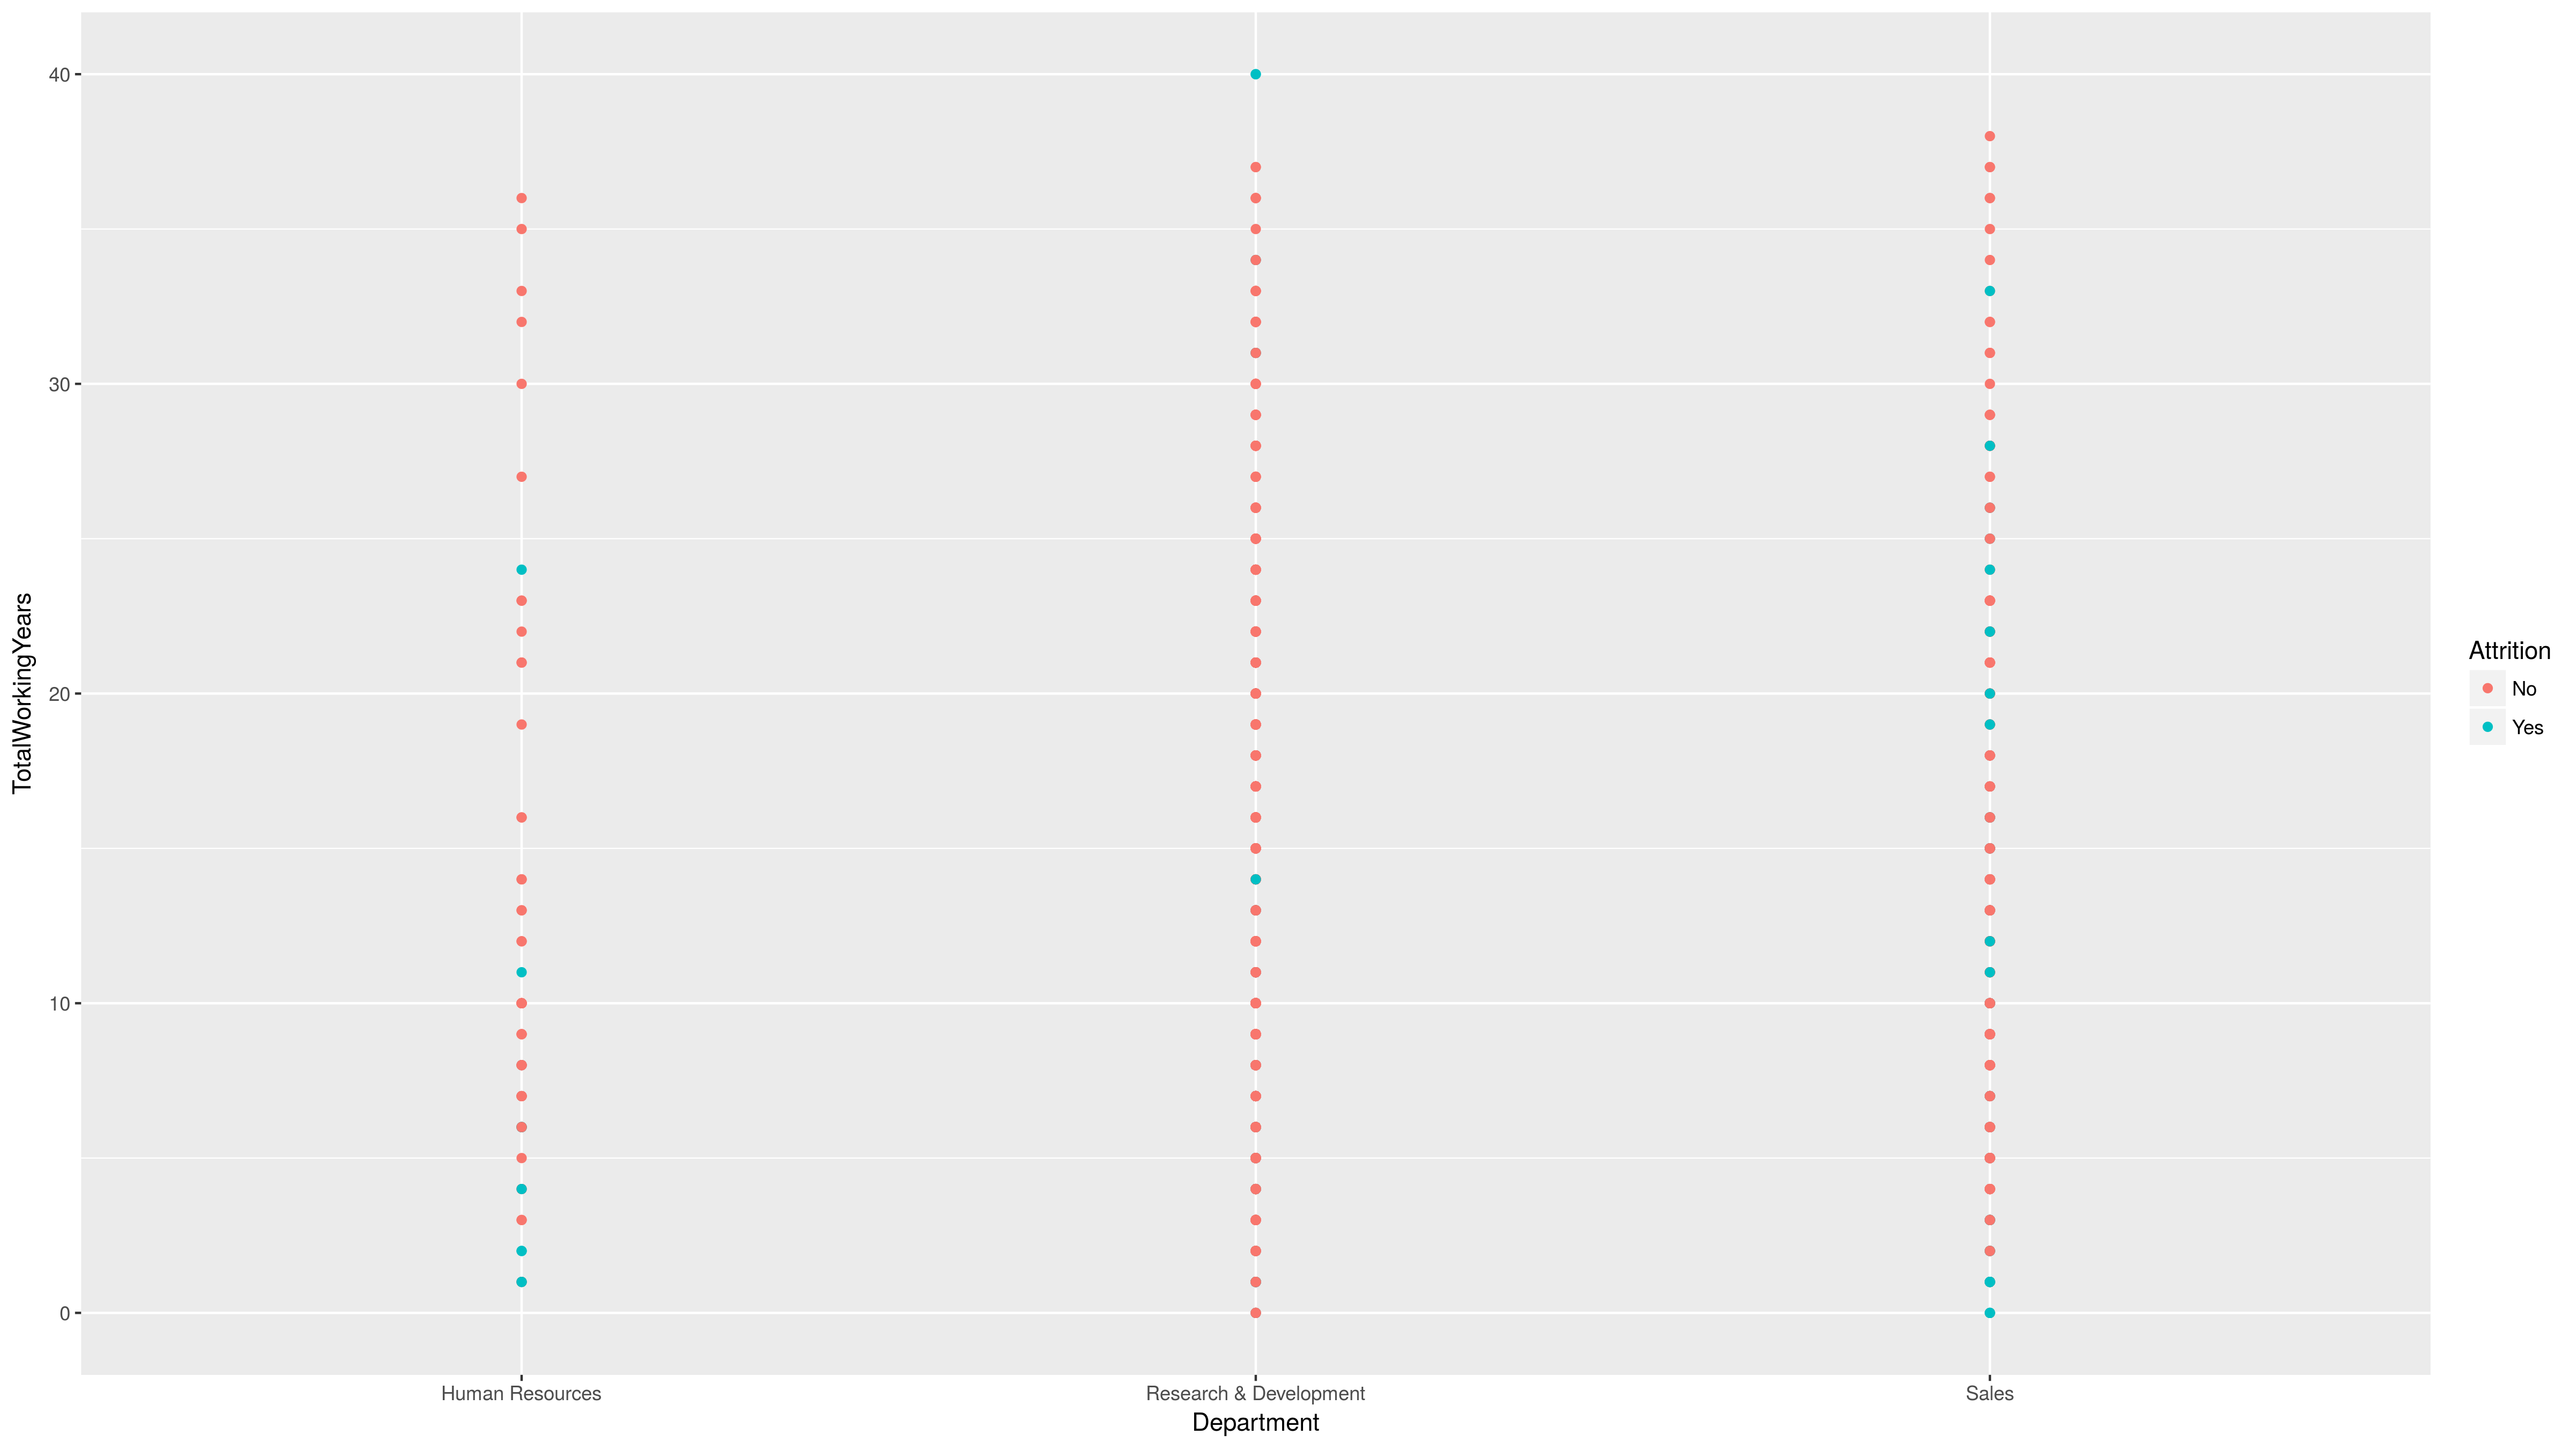 40
30
20
10
0
TotalWorkingYears
Human Resources
Research & Development
Sales
Department
Attrition
No
Yes